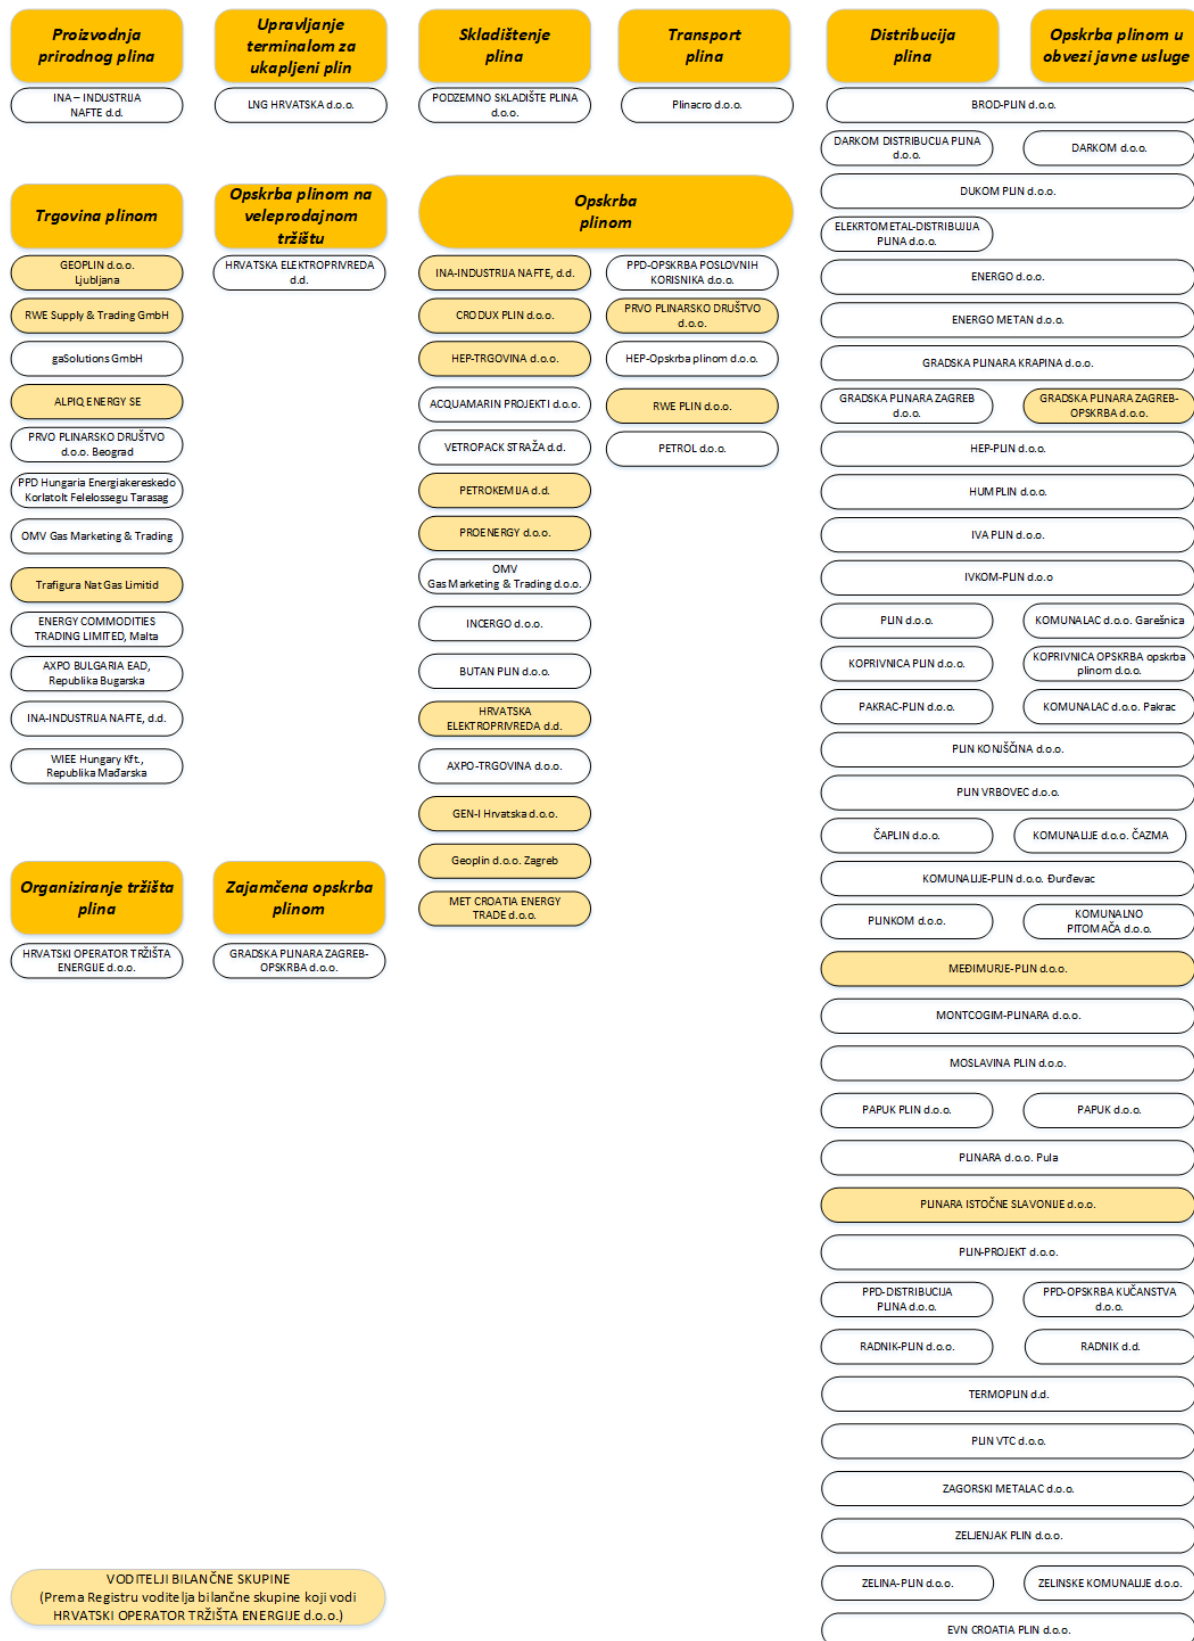 Proizvodnja
prirodnog plina
INA – INDUSTRIJA
NAFTE d.d.
Upravljanje
terminalom za
ukapljeni plin
LNG HRVATSKA d.o.o.
Skladištenje
plina
PODZEMNO SKLADIŠTE PLINA
d.o.o.
Transport
plina
Plinacro d.o.o.
Trgovina plinom
GEOPLIN d.o.o.
Ljubljana
RWE Supply & Trading GmbH
gaSolutions GmbH
ALPIQ ENERGY SE
PRVO PLINARSKO DRUŠTVO
d.o.o. Beograd
PPD Hungaria Energiakereskedo
Korlatolt Felelossegu Tarasag
OMV Gas Marketing & Trading
Trafigura Nat Gas Limitid
ENERGY COMMODITIES
TRADING LIMITED, Malta
AXPO BULGARIA EAD,
Republika Bugarska
INA-INDUSTRIJA NAFTE, d.d.
WIEE Hungary Kft.,
Republika Mađarska
Opskrba plinom na
veleprodajnom
tržištu
HRVATSKA ELEKTROPRIVREDA
d.d.
Opskrba
plinom
INA-INDUSTRIJA NAFTE, d.d.
CRODUX PLIN d.o.o.
HEP-TRGOVINA d.o.o.
ACQUAMARIN PROJEKTI d.o.o.
VETROPACK STRAŽA d.d.
PETROKEMIJA d.d.
PROENERGY d.o.o.
OMV
Gas Marketing & Trading d.o.o.
INCERGO d.o.o.
BUTAN PLIN d.o.o.
HRVATSKA
ELEKTROPRIVREDA d.d.
AXPO-TRGOVINA d.o.o.
GEN-I Hrvatska d.o.o.
Geoplin d.o.o. Zagreb
MET CROATIA ENERGY
TRADE d.o.o.
PPD-OPSKRBA POSLOVNIH
KORISNIKA d.o.o.
PRVO PLINARSKO DRUŠTVO
d.o.o.
HEP-Opskrba plinom d.o.o.
RWE PLIN d.o.o.
PETROL d.o.o.
Organiziranje tržišta
plina
HRVATSKI OPERATOR TRŽIŠTA
ENERGIJE d.o.o.
Zajamčena opskrba
plinom
GRADSKA PLINARA ZAGREB-
OPSKRBA d.o.o.
Distribucija
plina
Opskrba plinom u
obvezi javne usluge
BROD-PLIN d.o.o.
DARKOM DISTRIBUCIJA PLINA
d.o.o.
DARKOM d.o.o.
DUKOM PLIN d.o.o.
ELEKRTOMETAL-DISTRIBUJIJA
PLINA d.o.o.
ENERGO d.o.o.
ENERGO METAN d.o.o.
GRADSKA PLINARA KRAPINA d.o.o.
GRADSKA PLINARA ZAGREB
d.o.o.
GRADSKA PLINARA ZAGREB-
OPSKRBA d.o.o.
HEP-PLIN d.o.o.
HUMPLIN d.o.o.
IVA PLIN d.o.o.
IVKOM-PLIN d.o.o
PLIN d.o.o.
KOMUNALAC d.o.o. Garešnica
KOPRIVNICA PLIN d.o.o.
KOPRIVNICA OPSKRBA opskrba
plinom d.o.o.
PAKRAC-PLIN d.o.o.
KOMUNALAC d.o.o. Pakrac
PLIN KONJŠČINA d.o.o.
PLIN VRBOVEC d.o.o.
ČAPLIN d.o.o.
KOMUNALIJE d.o.o. ČAZMA
KOMUNALIJE-PLIN d.o.o. Đurđevac
PLINKOM d.o.o.
KOMUNALNO
PITOMAČA d.o.o.
MEĐIMURJE-PLIN d.o.o.
MONTCOGIM-PLINARA d.o.o.
MOSLAVINA PLIN d.o.o.
PAPUK PLIN d.o.o.
PAPUK d.o.o.
PLINARA d.o.o. Pula
PLINARA ISTOČNE SLAVONIJE d.o.o.
PLIN-PROJEKT d.o.o.
PPD-DISTRIBUCIJA
PLINA d.o.o.
PPD-OPSKRBA KUČANSTVA
d.o.o.
RADNIK-PLIN d.o.o.
RADNIK d.d.
TERMOPLIN d.d.
PLIN VTC d.o.o.
ZAGORSKI METALAC d.o.o.
ZELJENJAK PLIN d.o.o.
ZELINA-PLIN d.o.o.
ZELINSKE KOMUNALIJE d.o.o.
EVN CROATIA PLIN d.o.o.
VODITELJI BILANČNE SKUPINE
(Prema Registru voditelja bilančne skupine koji vodi
HRVATSKI OPERATOR TRŽIŠTA ENERGIJE d.o.o.)